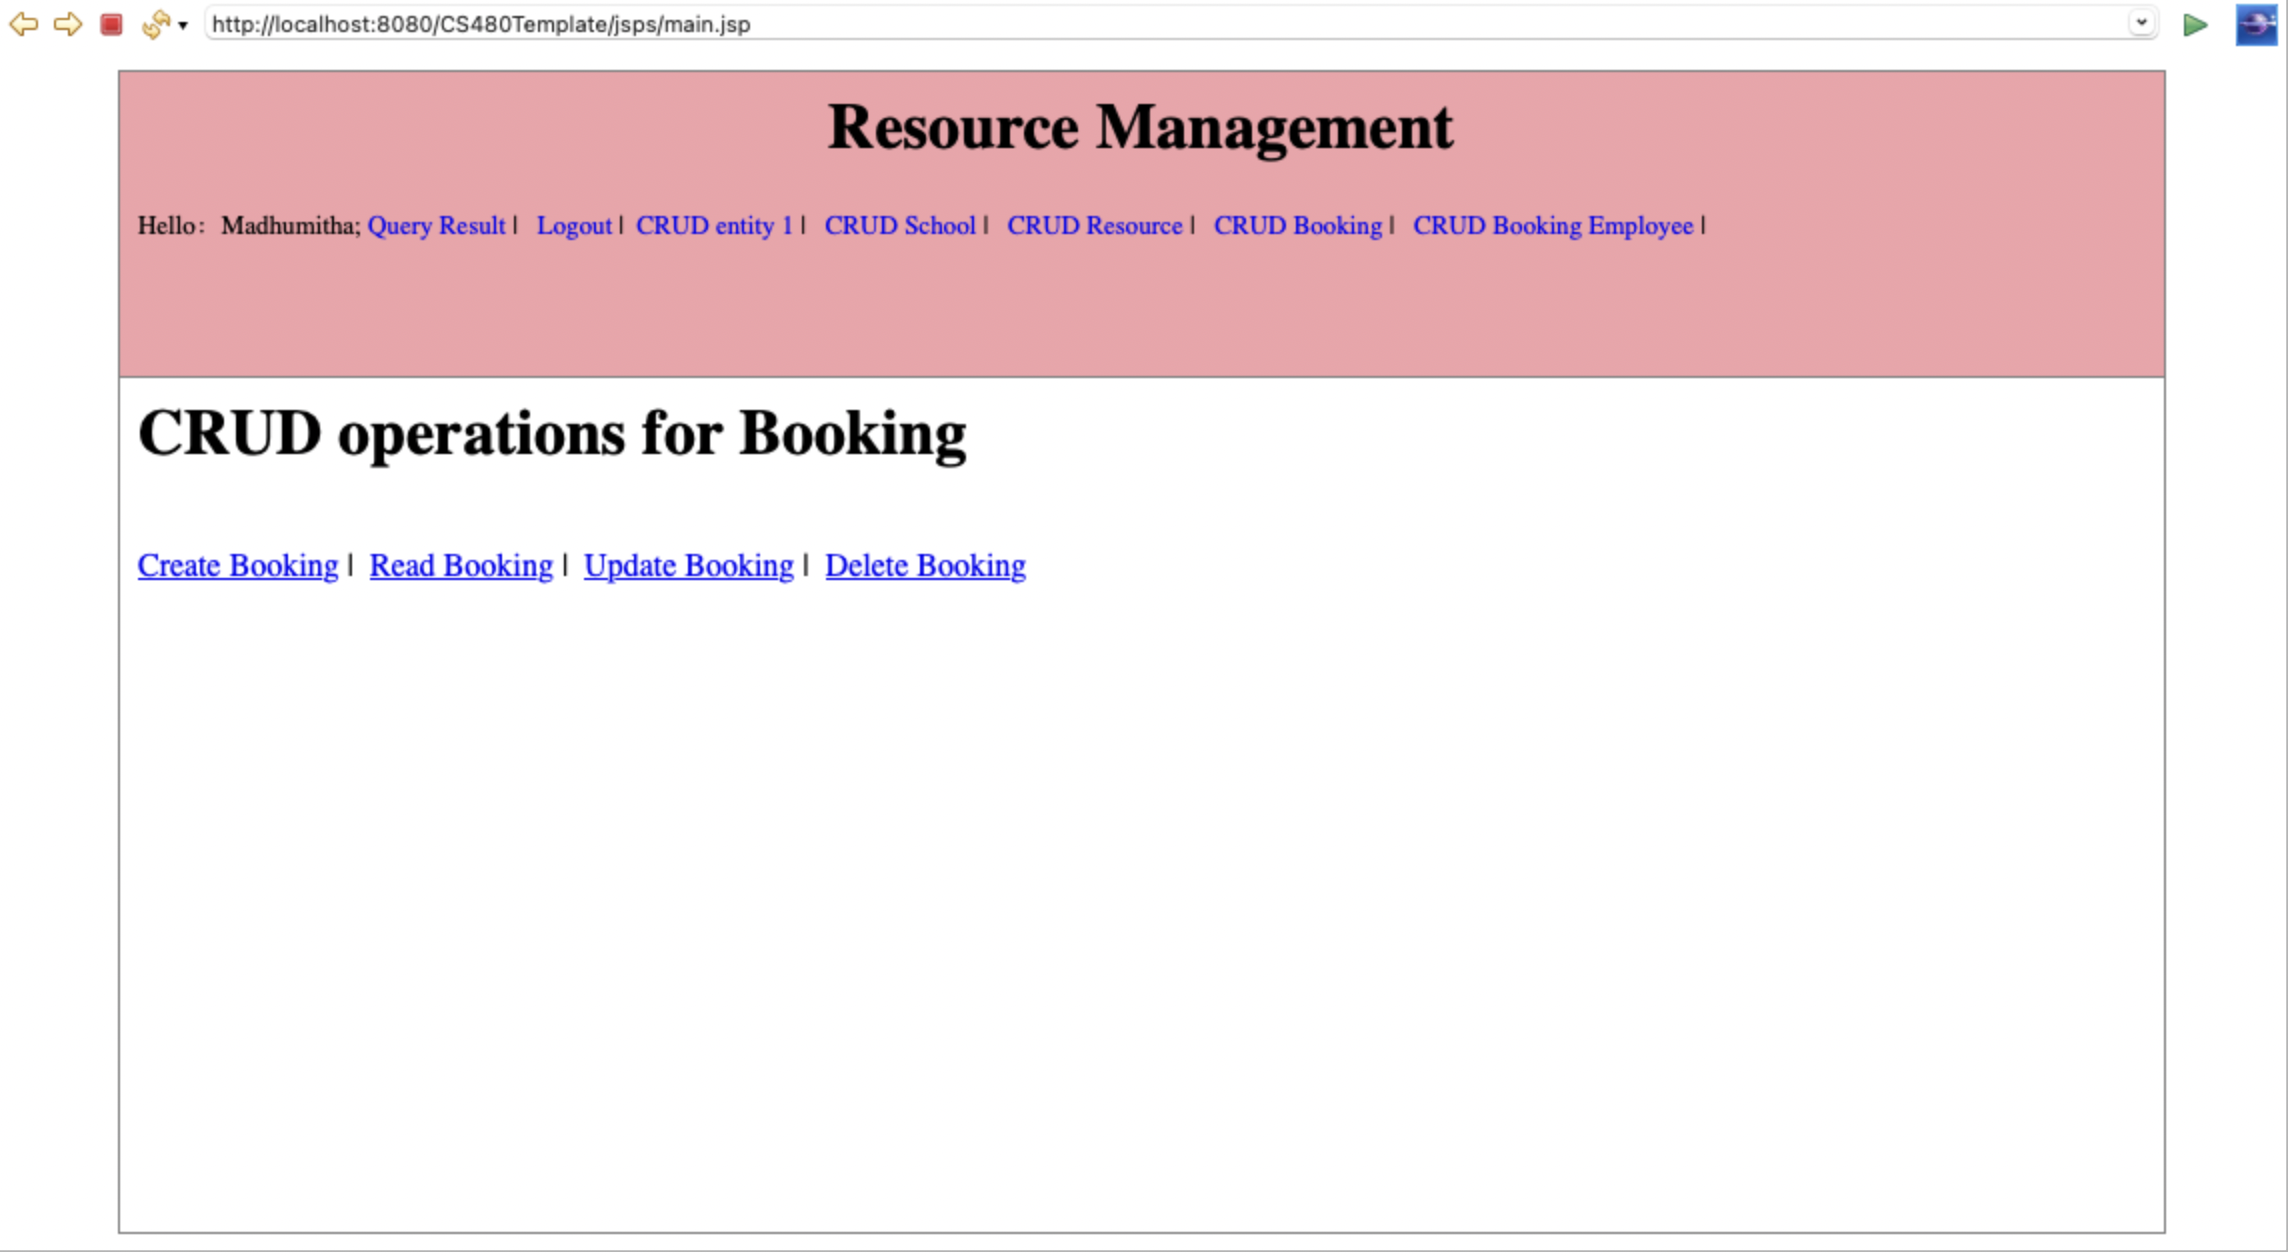 http://localhost:8080/CS480Template/jsps/main.jsp
Resource Management
Hello: Madhumitha; Query Result | Logout | CRUD entity 1 | CRUD School | CRUD Resource | CRUD Booking | CRUD Booking Employee |
CRUD operations for Booking
Create Booking | Read Booking | Update Booking | Delete Booking